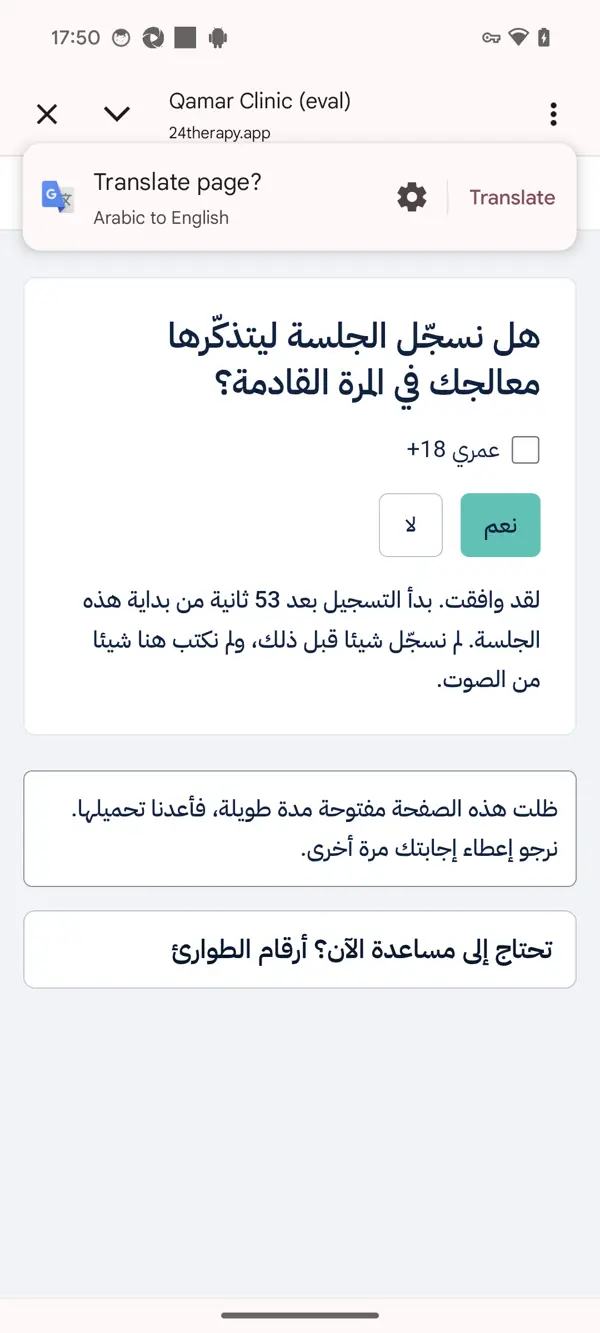 17:50
Qamar Clinic (eval)
24therapy.app
Translate page?
Arabic to English
Translate
هل نسجّل الجلسة ليتذكّرها
معالجك في المرة القادمة؟
عمري 18+
نعم
لا
لقد وافقت. بدأ التسجيل بعد 53 ثانية من بداية هذه
الجلسة. لم نسجّل شيئا قبل ذلك، ولم نكتب هنا شيئا
من الصوت.
ظلت هذه الصفحة مفتوحة مدة طويلة، فأعدنا تحميلها.
نرجو إعطاء إجابتك مرة أخرى.
تحتاج إلى مساعدة الآن؟ أرقام الطوارئ